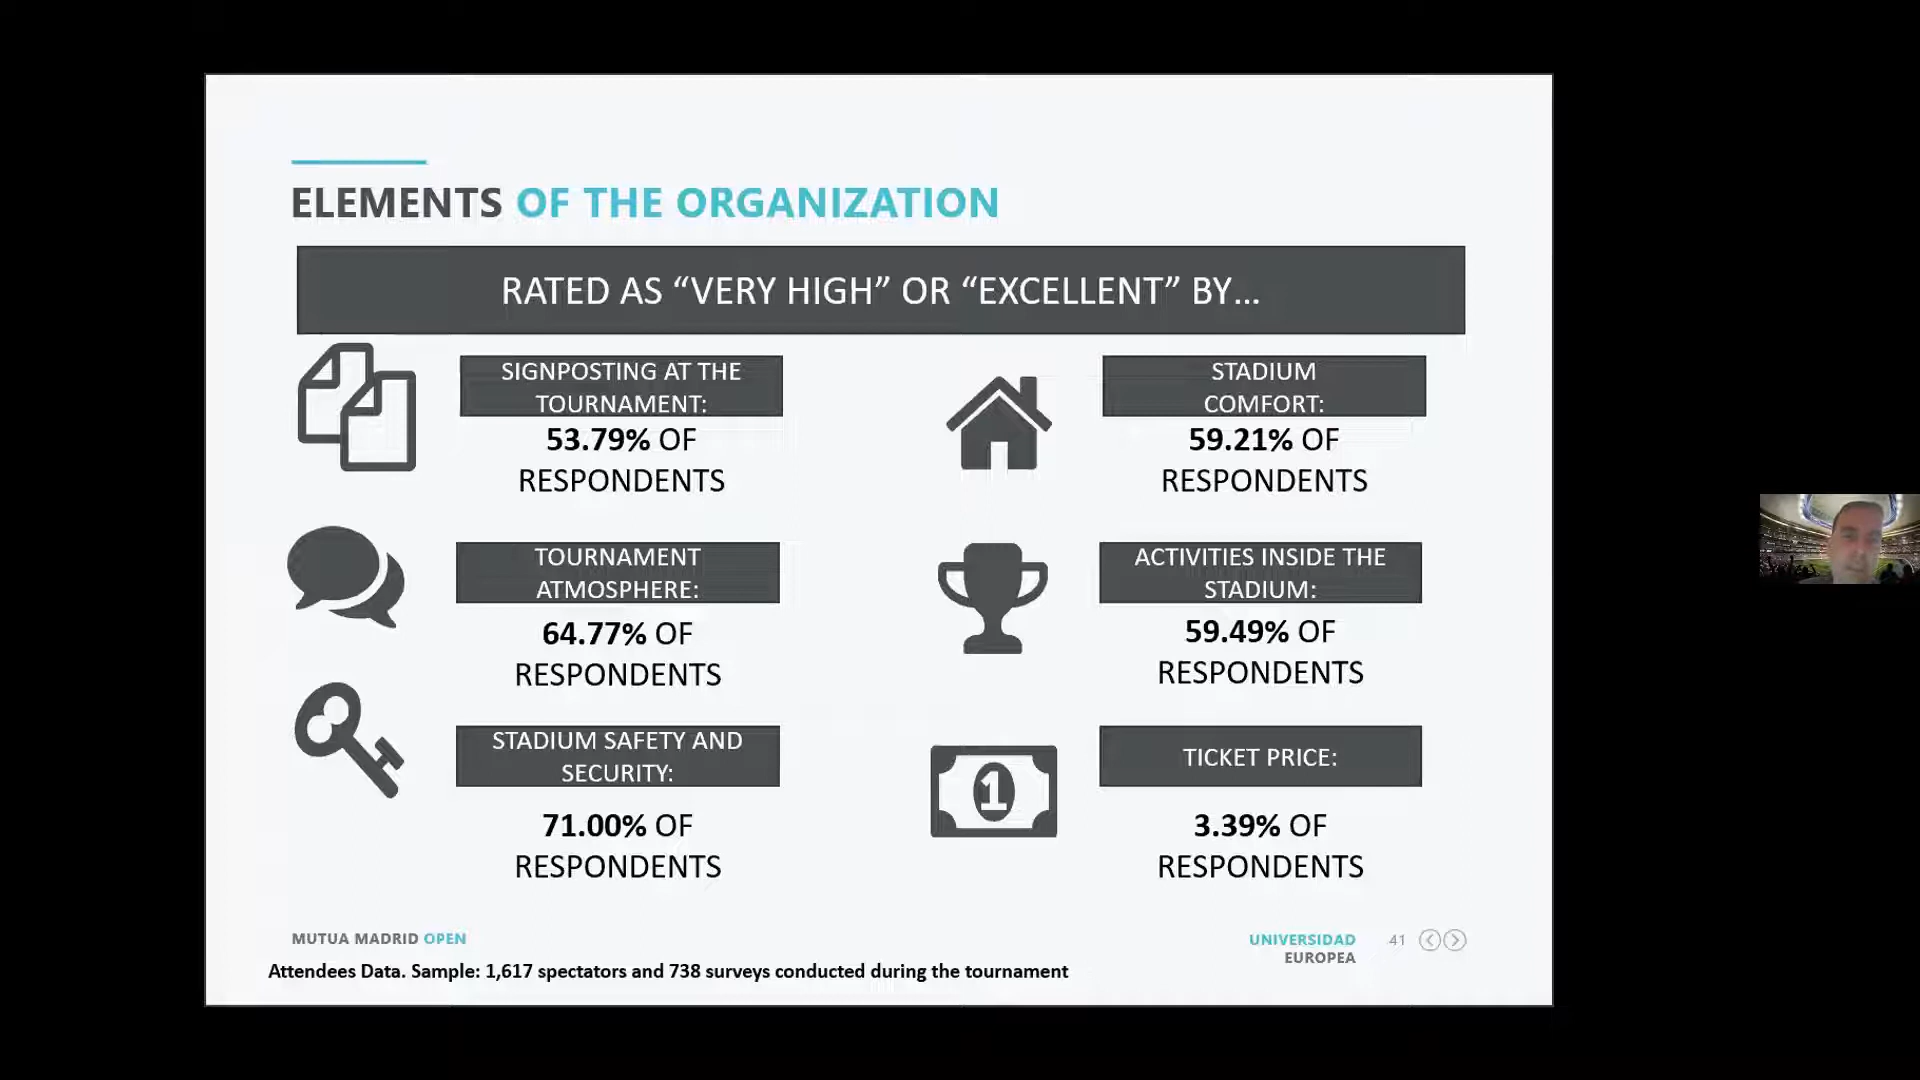 ELEMENTS OF THE ORGANIZATION
RATED AS “VERY HIGH” OR “EXCELLENT” BY...
SIGNPOSTING AT THE
TOURNAMENT:
53.79% OF
RESPONDENTS
STADIUM
COMFORT:
59.21% OF
RESPONDENTS
TOURNAMENT
ATMOSPHERE:
64.77% OF
RESPONDENTS
ACTIVITIES INSIDE THE
STADIUM:
59.49% OF
RESPONDENTS
STADIUM SAFETY AND
SECURITY:
71.00% OF
RESPONDENTS
1
TICKET PRICE:
3.39% OF
RESPONDENTS
MUTUA MADRID OPEN
UNIVERSIDAD
EUROPEA
41
Attendees Data. Sample: 1,617 spectators and 738 surveys conducted during the tournament